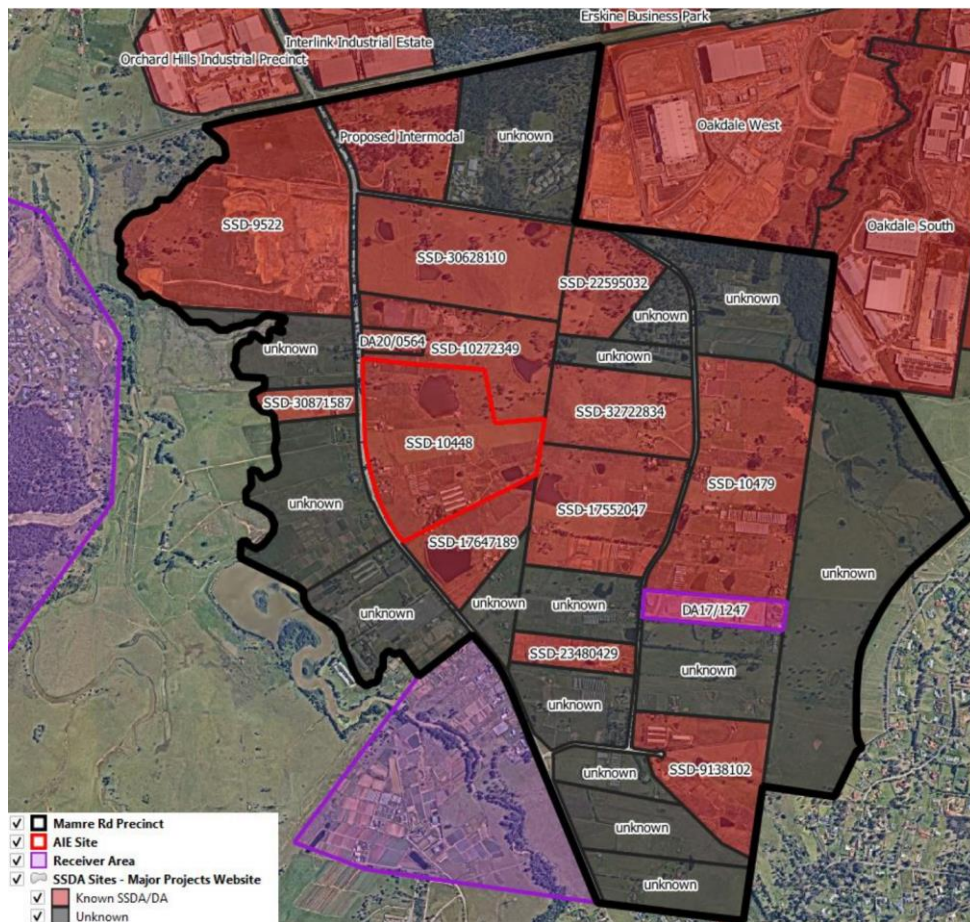 Erskine Business Park
Interlink Industrial Estate
Orchard Hills Industrial Precinct
Proposed Intermodal
unknown
Oakdale West
SSD-9522
Oakdale South
SSD-30628110
SSD-22595032
unknown
unknown
unknown
DA20/0564
SSD-10272349
unknown
SSD-30871587
SSD-32722834
SSD-10448
SSD-10479
unknown
SSD-17552047
unknown
SSD-17647189
unknown
unknown
unknown
DA17/1247
SSD-23480429
unknown
unknown
unknown
SSD-9138102
unknown
unknown
Mamre Rd Precinct
AIE Site
Receiver Area
SSDA Sites - Major Projects Website
Known SSDA/DA
Unknown
unknown